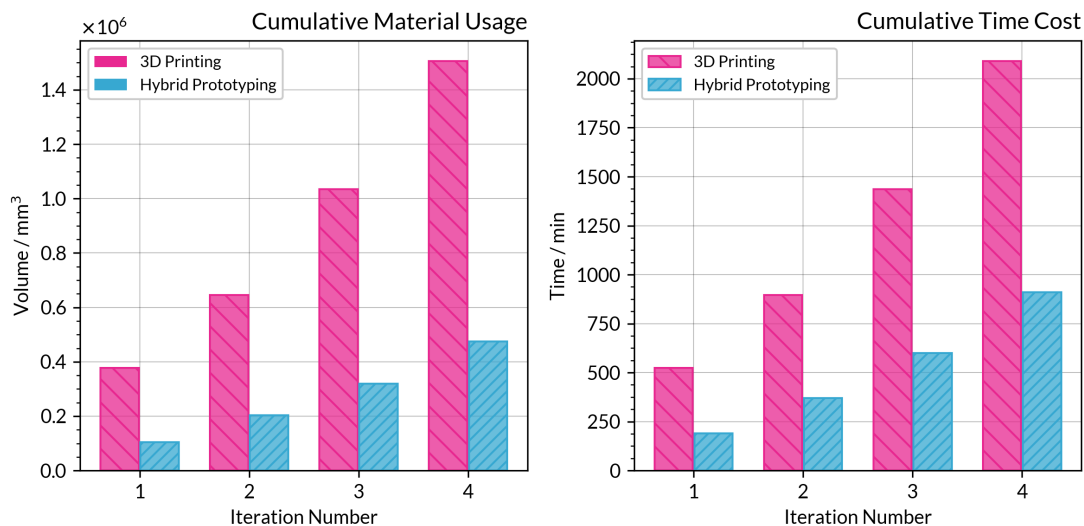 Cumulative Material Usage
×10⁶
3D Printing
Hybrid Prototyping
1.4
1.2
1.0
0.8
0.6
0.4
0.2
0.0
Volume / mm³
1 2 3 4
Iteration Number
Cumulative Time Cost
3D Printing
Hybrid Prototyping
2000
1750
1500
1250
1000
750
500
250
0
Time / min
1 2 3 4
Iteration Number